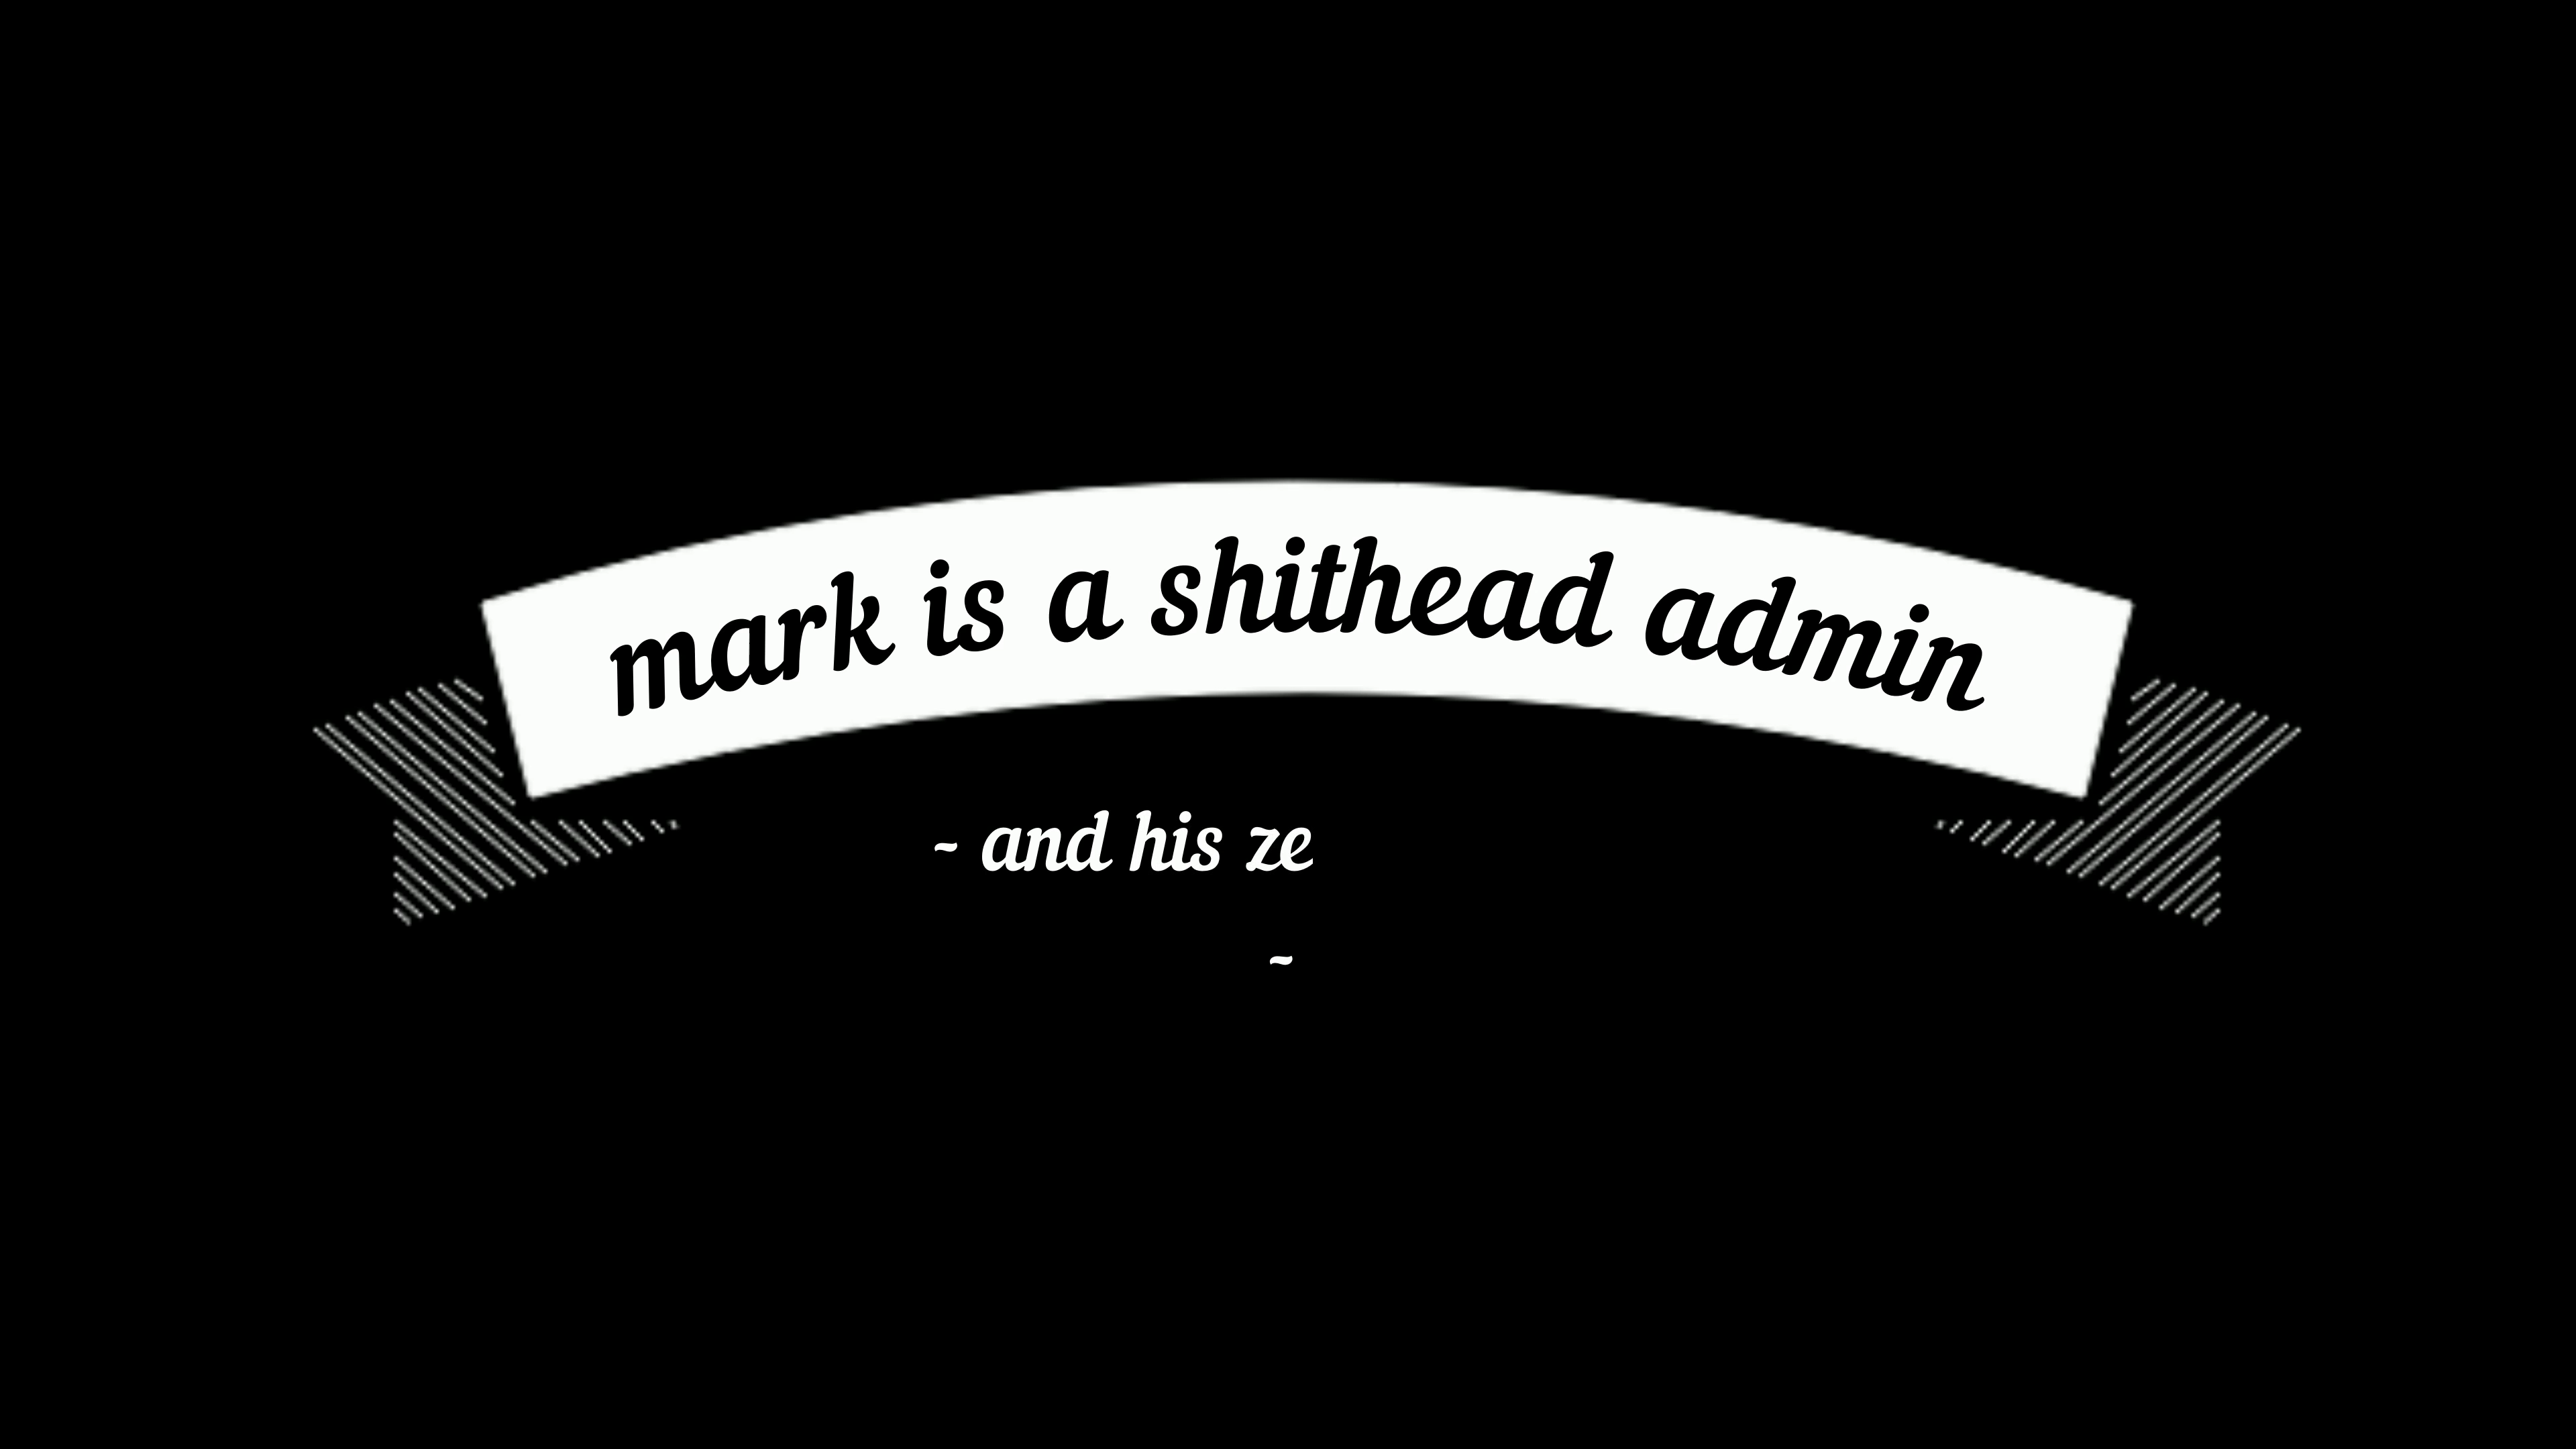 mark is a shithead admin
~ and his ze
~